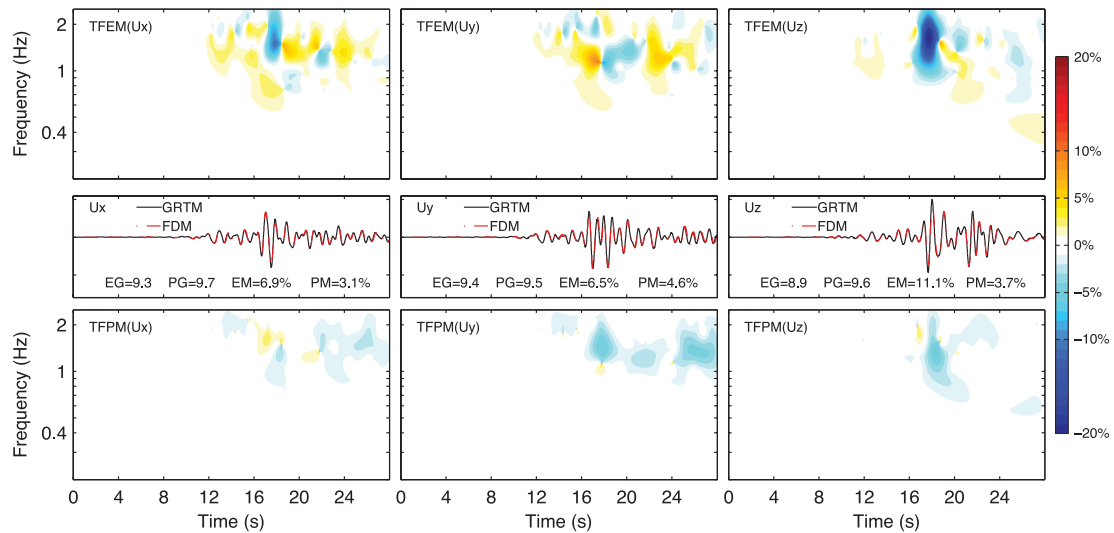 TFEM(Ux)
TFEM(Uy)
TFEM(Uz)
Frequency (Hz)
2
1
0.4
Ux
GRTM
FDM
EG=9.3 PG=9.7 EM=6.9% PM=3.1%
Uy
GRTM
FDM
EG=9.4 PG=9.5 EM=6.5% PM=4.6%
Uz
GRTM
FDM
EG=8.9 PG=9.6 EM=11.1% PM=3.7%
TFPM(Ux)
TFPM(Uy)
TFPM(Uz)
Frequency (Hz)
2
1
0.4
0 4 8 12 16 20 24
0 4 8 12 16 20 24
0 4 8 12 16 20 24
Time (s)
Time (s)
Time (s)
20%
10%
5%
2%
0%
−2%
−5%
−10%
−20%